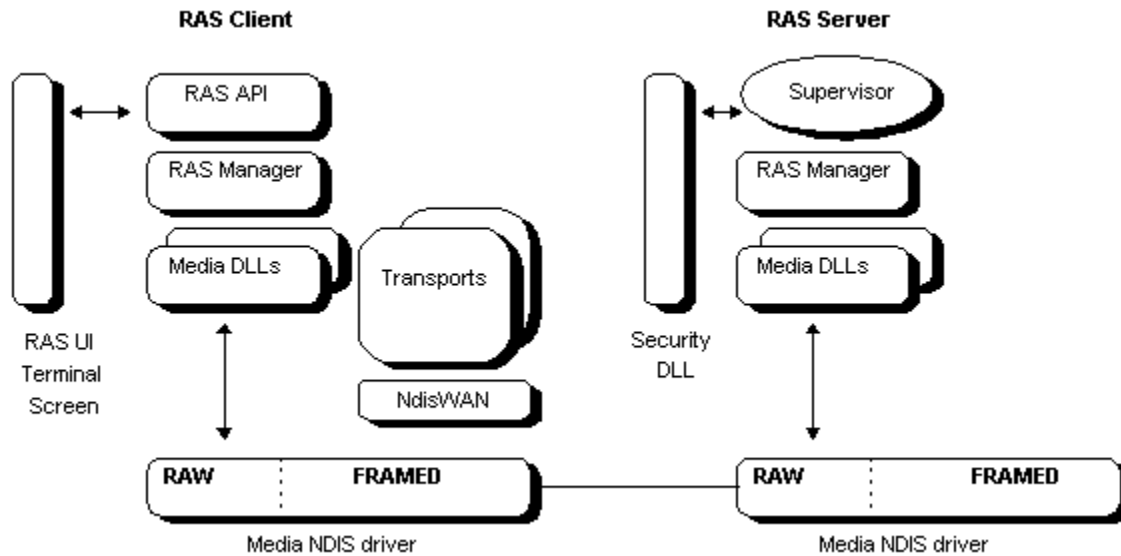 RAS Client
RAS Server
RAS API
Supervisor
RAS Manager
RAS Manager
Media DLLs
Transports
Media DLLs
RAS UI
Terminal
Screen
Security
DLL
NdisWAN
RAW FRAMED
RAW FRAMED
Media NDIS driver
Media NDIS driver